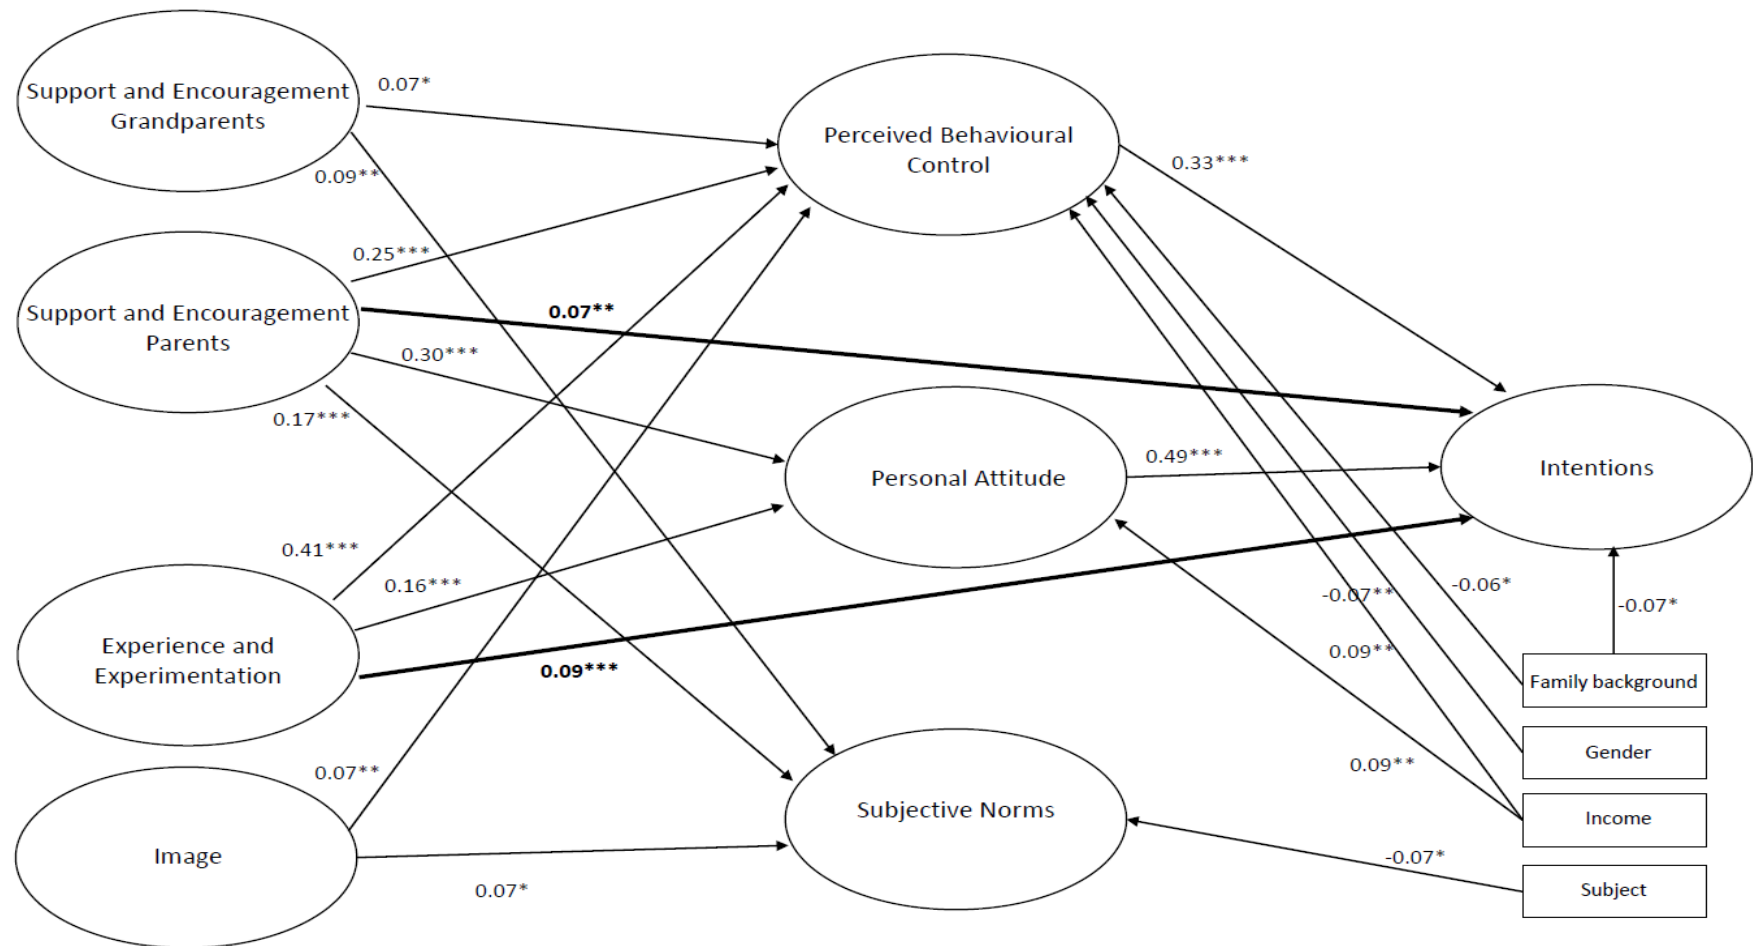 Support and Encouragement
Grandparents
0.07*
0.09**
Perceived Behavioural
Control
0.33***
Support and Encouragement
Parents
0.25***
0.07**
0.30***
0.17***
Personal Attitude
0.49***
Intentions
0.41***
0.16***
Experience and
Experimentation
0.09***
-0.07**
-0.06*
-0.07*
0.09**
Family background
Gender
0.09**
Income
Image
0.07**
0.07*
Subjective Norms
-0.07*
Subject